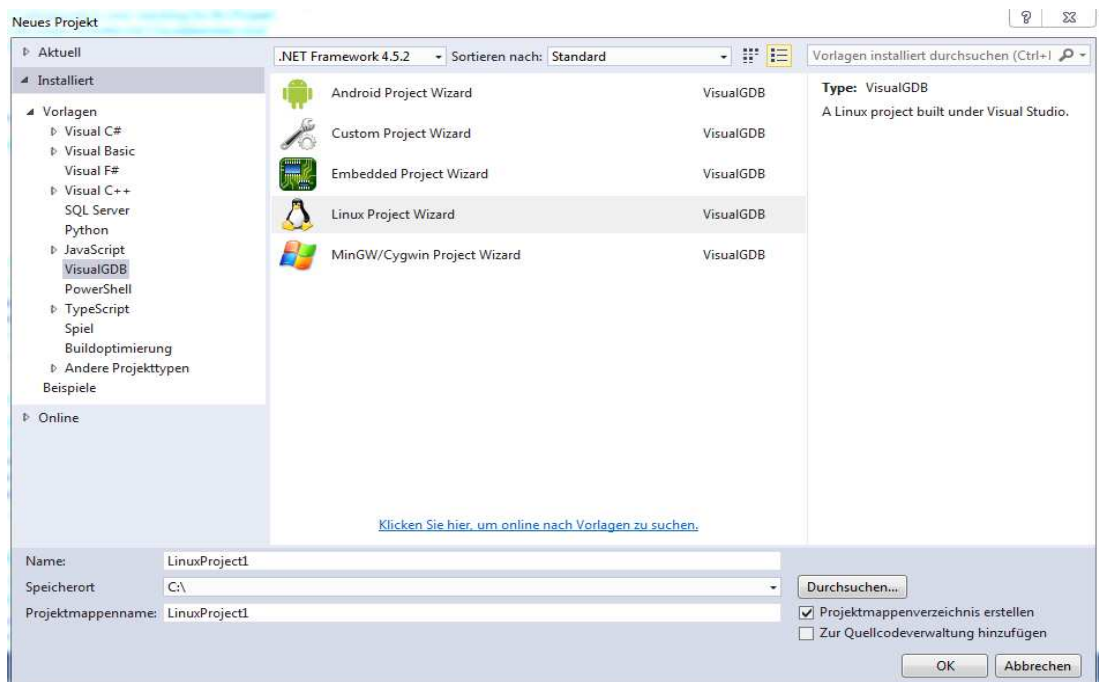 Neues Projekt
Aktuell
.NET Framework 4.5.2 Sortieren nach: Standard
Vorlagen installiert durchsuchen (Ctrl+
Installiert
Vorlagen
Visual C#
Visual Basic
Visual F#
Visual C++
SQL Server
Python
JavaScript
VisualGDB
PowerShell
TypeScript
Spiel
Buildoptimierung
Andere Projekttypen
Beispiele
Online
Android Project Wizard VisualGDB
Custom Project Wizard VisualGDB
Embedded Project Wizard VisualGDB
Linux Project Wizard VisualGDB
MinGW/Cygwin Project Wizard VisualGDB
Klicken Sie hier, um online nach Vorlagen zu suchen.
Type: VisualGDB
A Linux project built under Visual Studio.
Name: LinuxProject1
Speicherort C:\
Durchsuchen...
Projektmappenname: LinuxProject1
Projektmappenverzeichnis erstellen
Zur Quellcodeverwaltung hinzufügen
OK Abbrechen